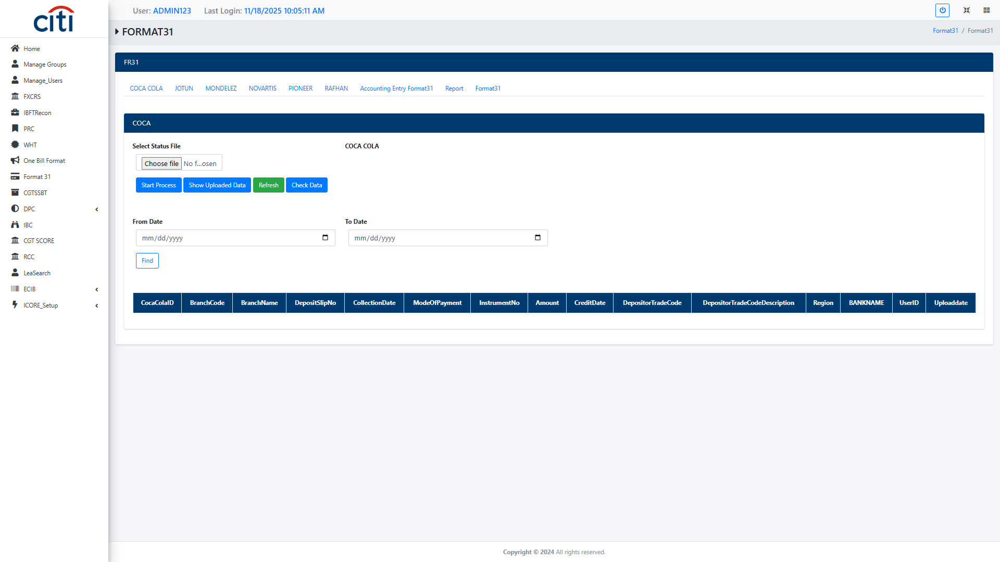 citi
User: ADMIN123 Last Login: 11/18/2025 10:05:11 AM
FORMAT31
Format31 / Format31
Home
Manage Groups
Manage_Users
FXCRS
IBFTRecon
PRC
WHT
One Bill Format
Format 31
CGTSSBT
DPC
IBC
CGT SCORE
RCC
LeaSearch
ECIB
ICORE_Setup
FR31
COCA COLA JOTUN MONDELEZ NOVARTIS PIONEER RAFHAN Accounting Entry Format31 Report Format31
COCA
Select Status File COCA COLA
Choose file No f...osen
Start Process Show Uploaded Data Refresh Check Data
From Date To Date
mm/dd/yyyy mm/dd/yyyy
Find
CocaColaID BranchCode BranchName DepositSlipNo CollectionDate ModeOfPayment InstrumentNo Amount CreditDate DepositorTradeCode DepositorTradeCodeDescription Region BANKNAME UserID Uploaddate
Copyright © 2024 All rights reserved.